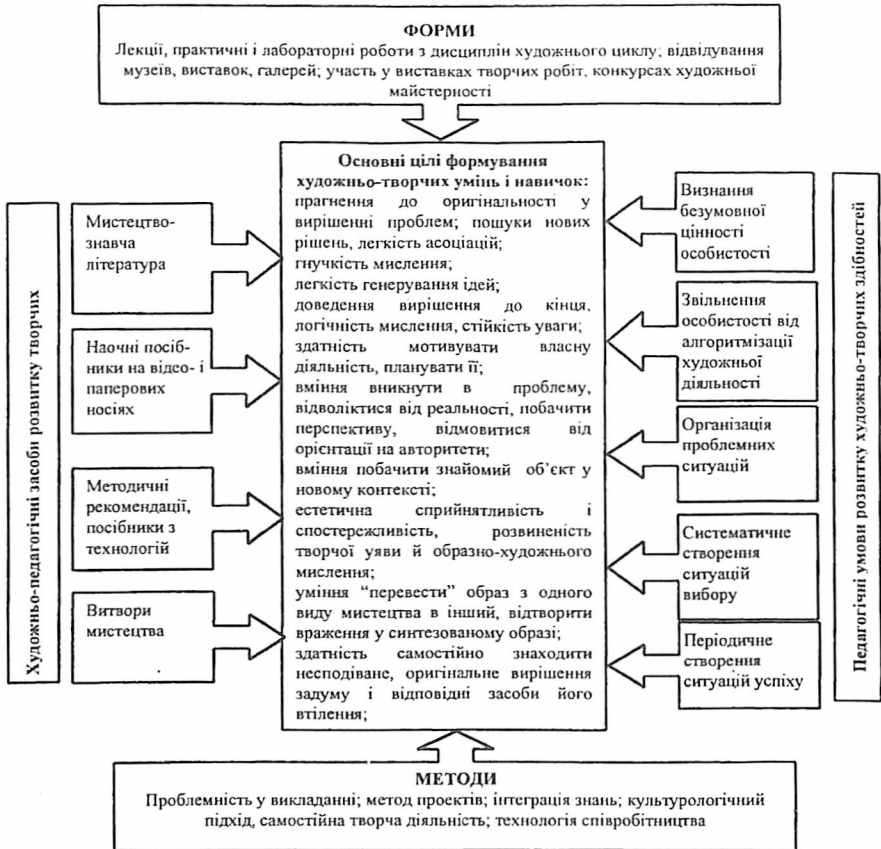 ФОРМИ
Лекції, практичні і лабораторні роботи з дисциплін художнього циклу; відвідування
музеїв, виставок, галерей; участь у виставках творчих робіт, конкурсах художньої
майстерності
Художньо-педагогічні засоби розвитку творчих
Мистецтво-
знавча
література
Наочні посіб-
ники на відео- і
паперових
носіях
Методичні
рекомендації,
посібники з
технологій
Витвори
мистецтва
Основні цілі формування
художньо-творчих умінь і навичок:
прагнення до оригінальності у
вирішенні проблем; пошуки нових
рішень, легкість асоціацій;
гнучкість мислення;
легкість генерування ідей;
доведення вирішення до кінця,
логічність мислення, стійкість уваги;
здатність мотивувати власну
діяльність, планувати її;
вміння вникнути в проблему,
відволіктися від реальності, побачити
перспективу, відмовитися від
орієнтації на авторитети;
вміння побачити знайомий об’єкт у
новому контексті;
естетична сприйнятливість і
спостережливість, розвиненість
творчої уяви й образно-художнього
мислення;
уміння “перевести” образ з одного
виду мистецтва в інший, відтворити
враження у синтезованому образі;
здатність самостійно знаходити
несподіване, оригінальне вирішення
задуму і відповідні засоби його
втілення;
Визнання
безумовної
цінності
особистості
Звільнення
особистості від
алгоритмізації
художньої
діяльності
Організація
проблемних
ситуацій
Систематичне
створення
ситуацій
вибору
Періодичне
створення
ситуацій успіху
Педагогічні умови розвитку художньо-творчих здібностей
МЕТОДИ
Проблемність у викладанні; метод проектів; інтеграція знань; культурологічний
підхід, самостійна творча діяльність; технологія співробітництва